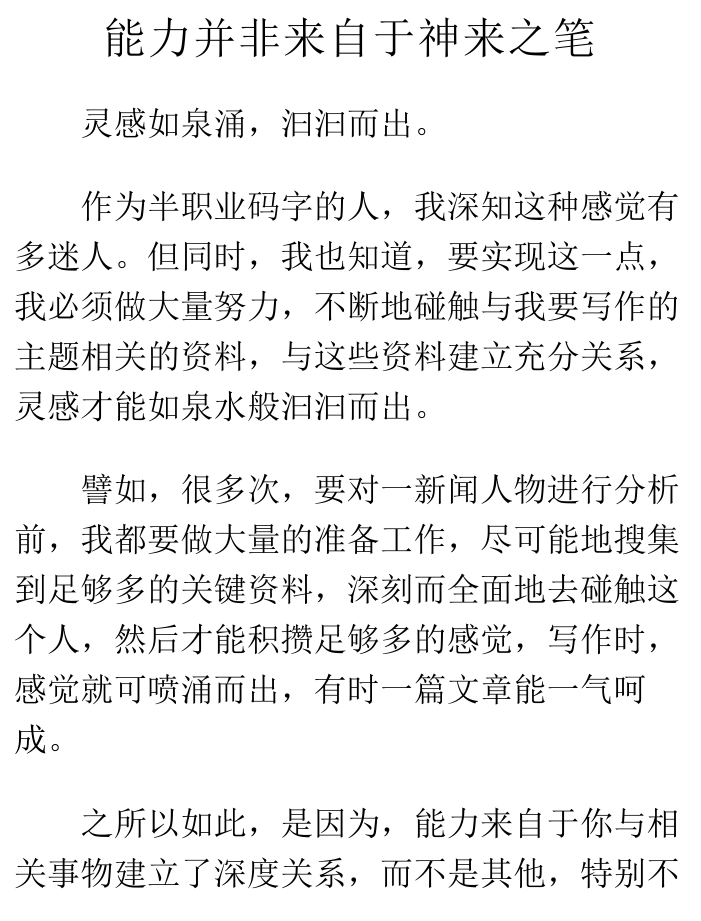 能力并非来自于神来之笔
灵感如泉涌，汩汩而出。
作为半职业码字的人，我深知这种感觉有
多迷人。但同时，我也知道，要实现这一点，
我必须做大量努力，不断地碰触与我要写作的
主题相关的资料，与这些资料建立充分关系，
灵感才能如泉水般汩汩而出。
譬如，很多次，要对一新闻人物进行分析
前，我都要做大量的准备工作，尽可能地搜集
到足够多的关键资料，深刻而全面地去碰触这
个人，然后才能积攒足够多的感觉，写作时，
感觉就可喷涌而出，有时一篇文章能一气呵
成。
之所以如此，是因为，能力来自于你与相
关事物建立了深度关系，而不是其他，特别不